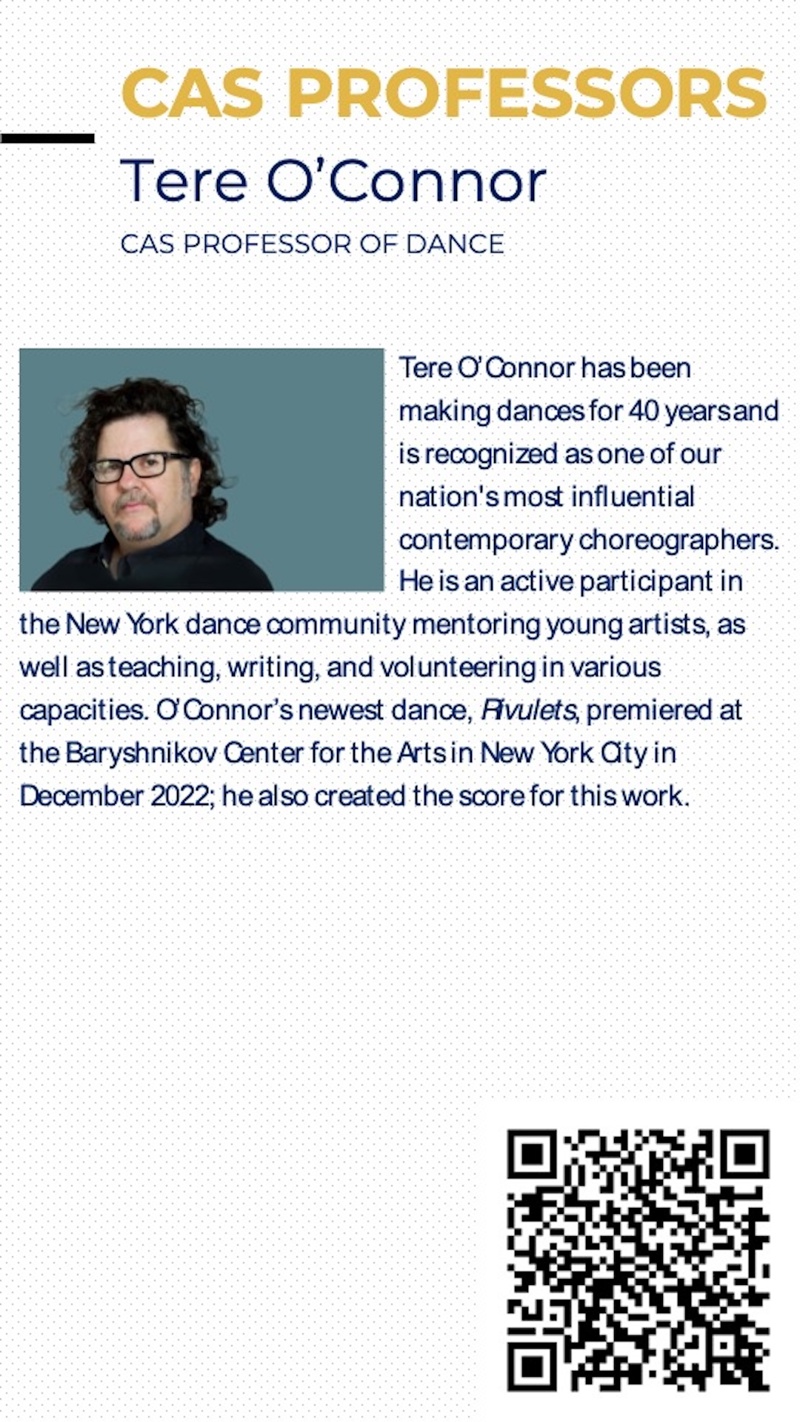 CAS PROFESSORS
Tere O’Connor
CAS PROFESSOR OF DANCE
Tere O’Connor has been
making dances for 40 years and
is recognized as one of our
nation's most influential
contemporary choreographers.
He is an active participant in
the New York dance community mentoring young artists, as
well as teaching, writing, and volunteering in various
capacities. O’Connor’s newest dance, Rivulets, premiered at
the Baryshnikov Center for the Arts in New York City in
December 2022; he also created the score for this work.